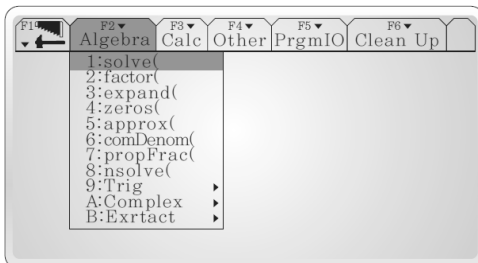 F1 F2 F3 F4 F5 F6
Algebra Calc Other PrgmIO Clean Up
1:solve(
2:factor(
3:expand(
4:zeros(
5:approx(
6:comDenom(
7:propFrac(
8:nsolve(
9:Trig
A:Complex
B:Exrtact